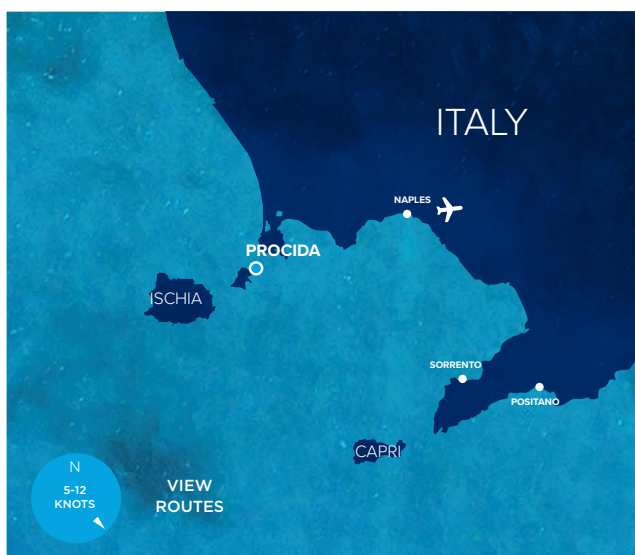 ITALY
NAPLES
PROCIDA
ISCHIA
SORRENTO
POSITANO
CAPRI
N
5-12
KNOTS
VIEW
ROUTES